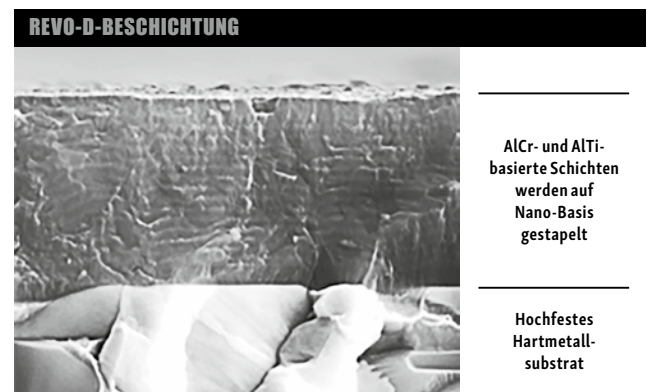 REVO-D-BESCHICHTUNG
AlCr- und AlTi-
basierte Schichten
werden auf
Nano-Basis
gestapelt
Hochfestes
Hartmetall-
substrat